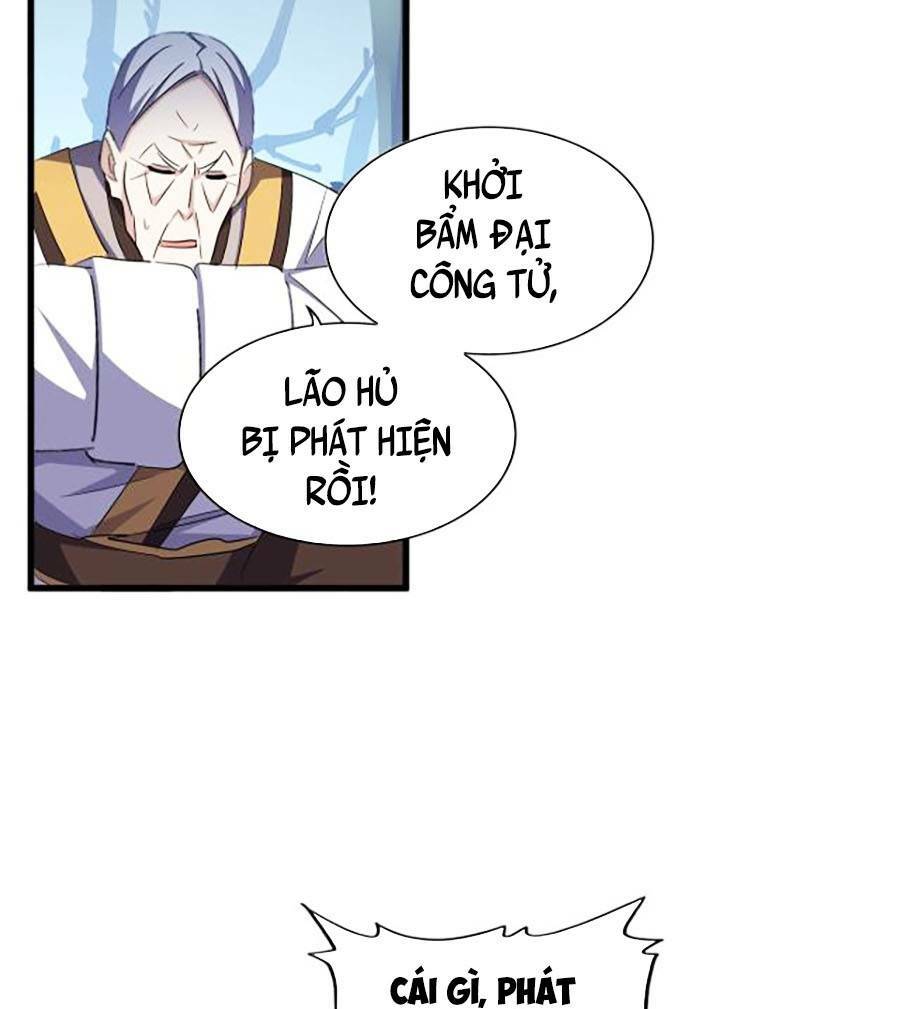 KHỞI
BẨM ĐẠI
CÔNG TỬ,
LÃO HỦ
BỊ PHÁT HIỆN
RỒI!
CÁI GÌ, PHÁT